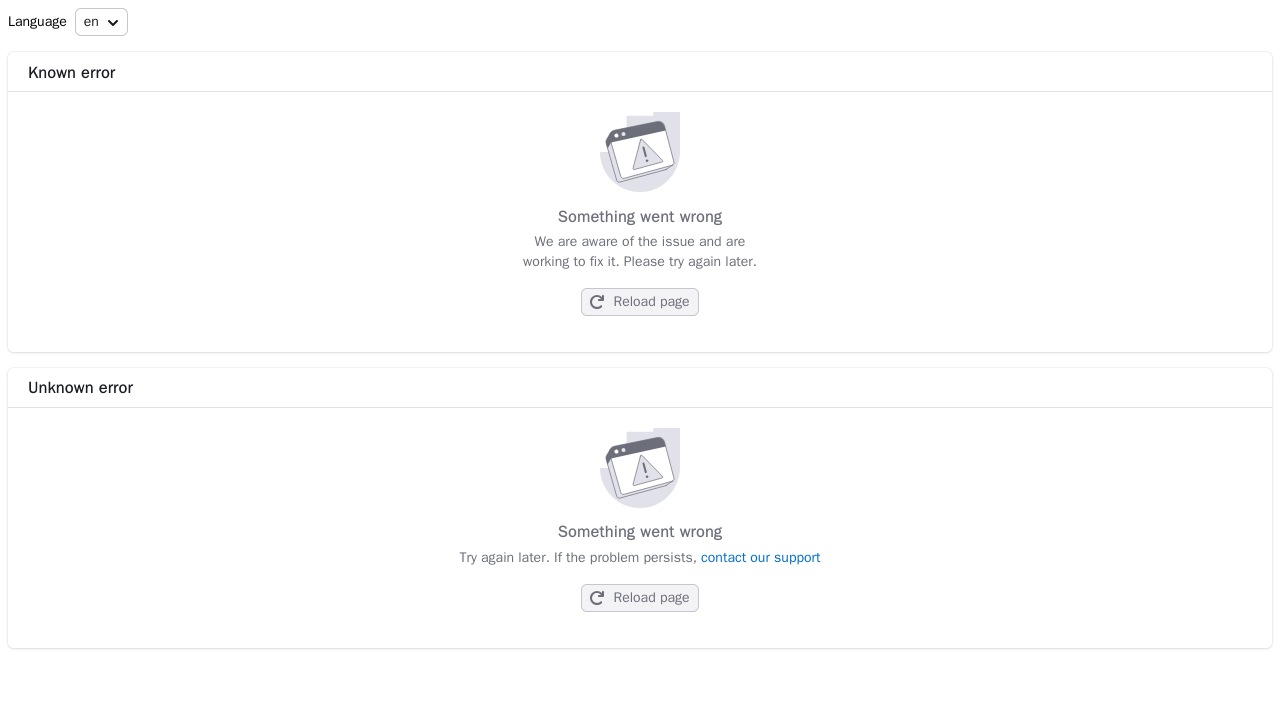 Language en
Known error
Something went wrong
We are aware of the issue and are
working to fix it. Please try again later.
Reload page
Unknown error
Something went wrong
Try again later. If the problem persists, contact our support
Reload page